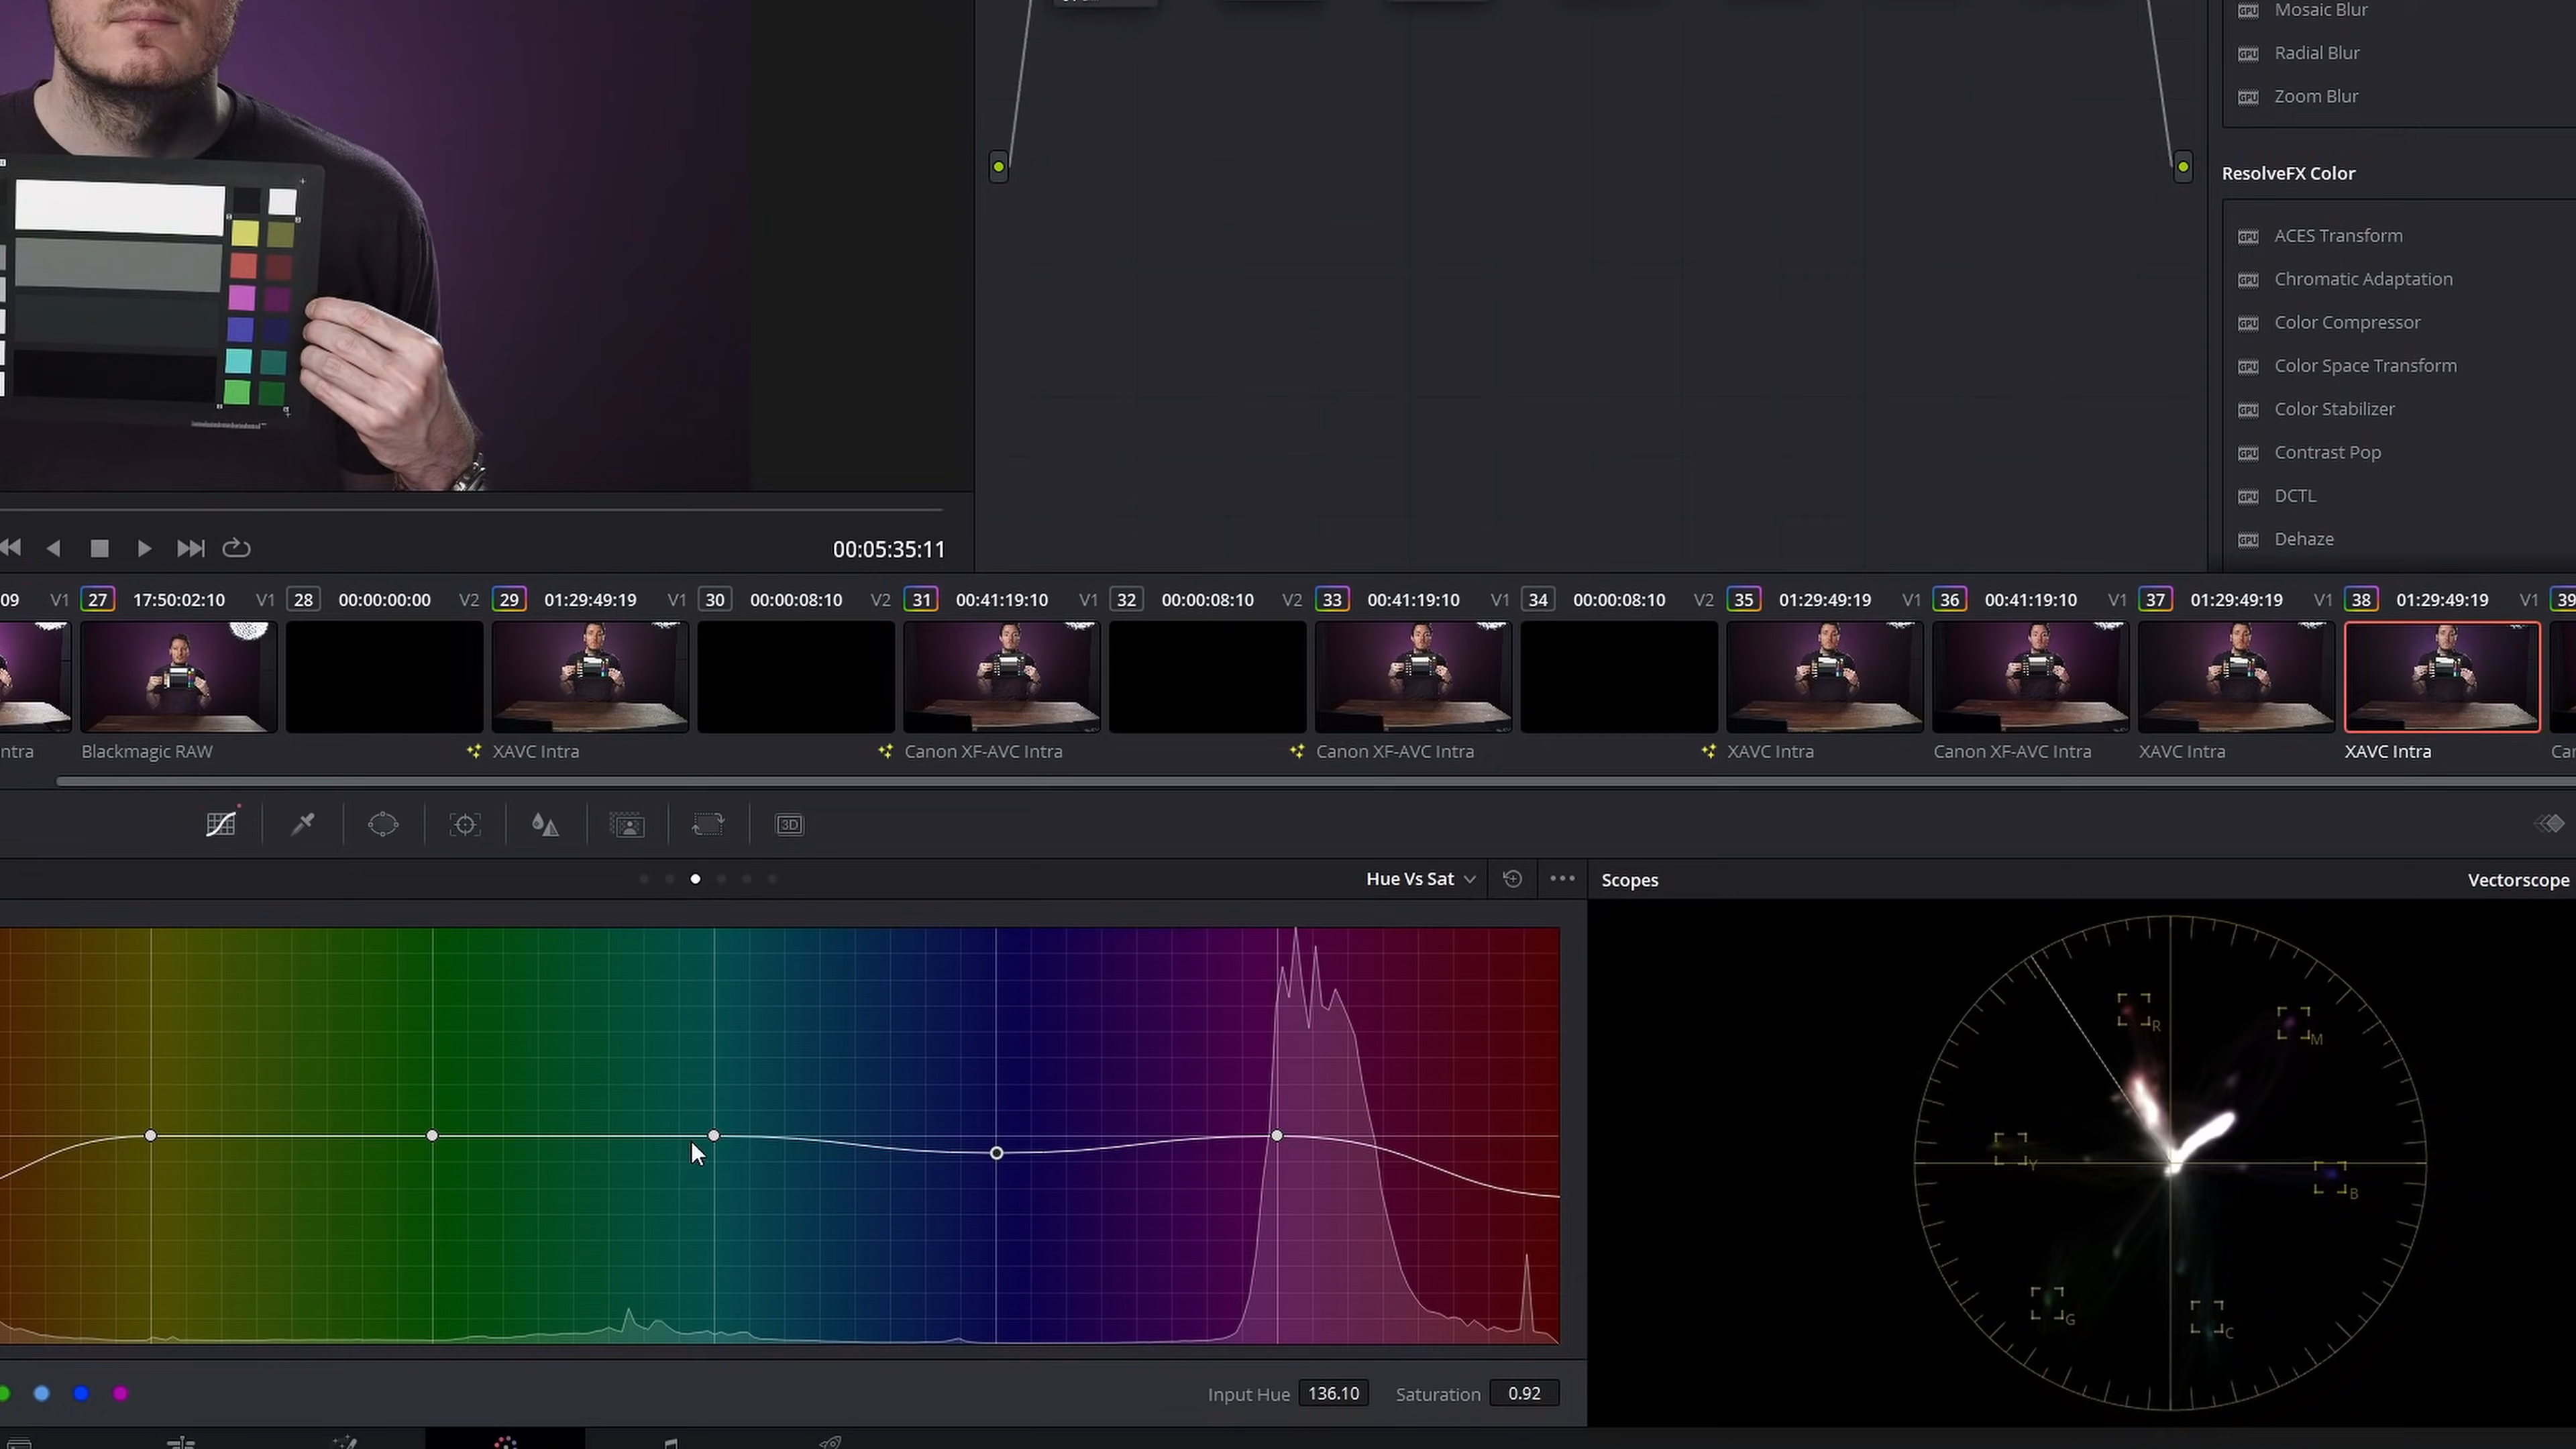 Mosaic Blur
Radial Blur
Zoom Blur
ResolveFX Color
ACES Transform
Chromatic Adaptation
Color Compressor
Color Space Transform
Color Stabilizer
Contrast Pop
DCTL
Dehaze
00:05:35:11
09 V1 27 17:50:02:10 V1 28 00:00:00:00 V2 29 01:29:49:19 V1 30 00:00:08:10 V2 31 00:41:19:10 V1 32 00:00:08:10 V2 33 00:41:19:10 V1 34 00:00:08:10 V2 35 01:29:49:19 V1 36 00:41:19:10 V1 37 01:29:49:19 V1 38 01:29:49:19 V1 39
ntra Blackmagic RAW XAVC Intra Canon XF-AVC Intra Canon XF-AVC Intra XAVC Intra Canon XF-AVC Intra XAVC Intra XAVC Intra Can
3D
Hue Vs Sat
Scopes Vectorscope
R
M
Y
B
G
C
Input Hue 136.10 Saturation 0.92